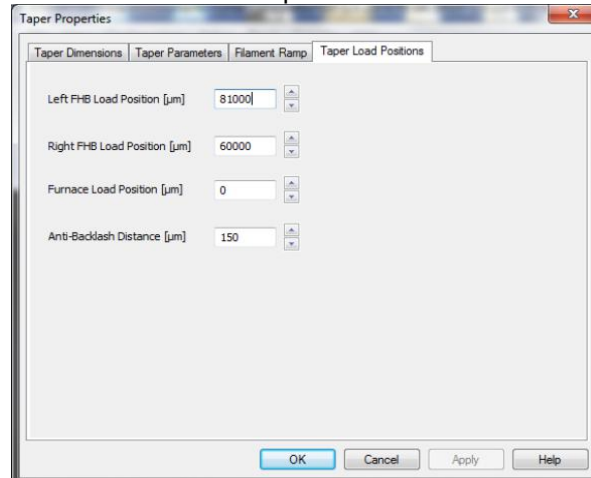 Taper Properties
x
Taper Dimensions Taper Parameters Filament Ramp Taper Load Positions
Left FHB Load Position [µm] 81000
Right FHB Load Position [µm] 60000
Furnace Load Position [µm] 0
Anti-Backlash Distance [µm] 150
OK Cancel Apply Help